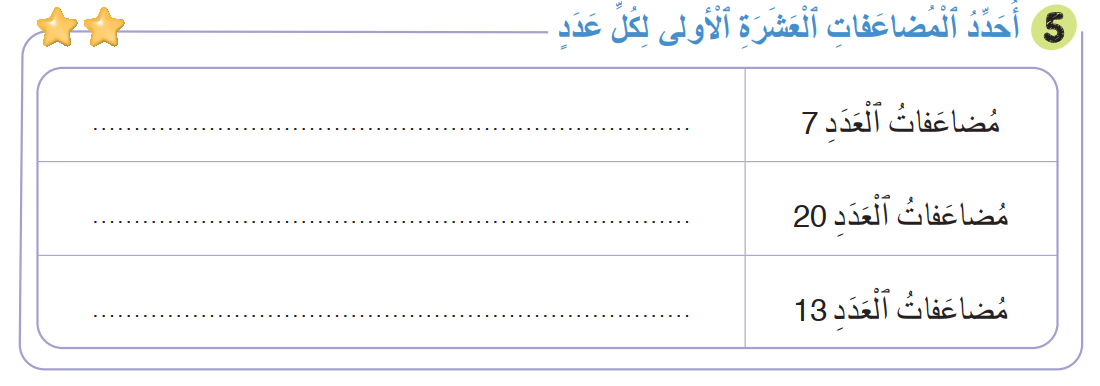 5 أُحَدِّدُ ٱلْمُضاعَفاتِ ٱلْعَشَرَةِ ٱلْأولى لِكُلِّ عَدَدٍ
مُضاعَفاتُ ٱلْعَدَدِ 7 ......................................................................
مُضاعَفاتُ ٱلْعَدَدِ 20 ......................................................................
مُضاعَفاتُ ٱلْعَدَدِ 13 ......................................................................